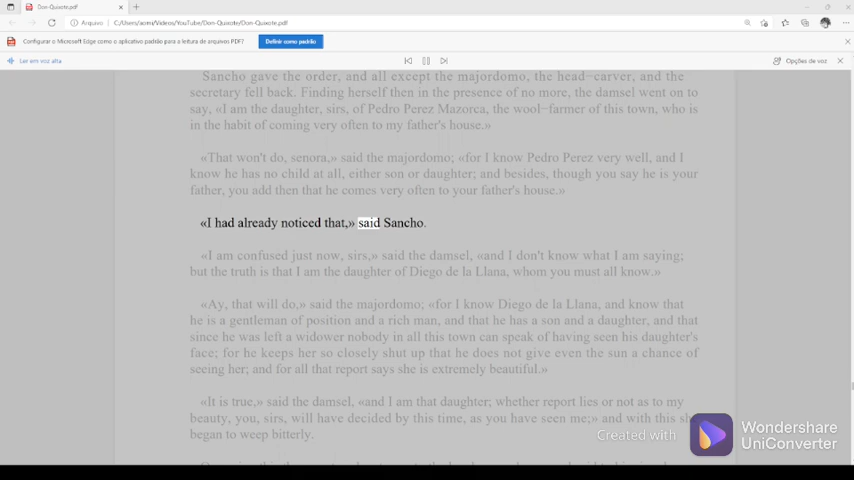 Don-Quixote.pdf
Arquivo
C:/Users/acms/Videos/YouTube/Don-Quixote/Don-Quixote.pdf
Configurar o Microsoft Edge como o aplicativo padrão para a leitura de arquivos PDF?
Definir como padrão
Ler em voz alta
Opções de voz
Sancho gave the order, and all except the majordomo, the head-carver, and the
secretary fell back. Finding herself then in the presence of no more, the damsel went on to
say, «I am the daughter, sirs, of Pedro Perez Mazorca, the wool-farmer of this town, who is
in the habit of coming very often to my father's house.»
«That won't do, senora,» said the majordomo; «for I know Pedro Perez very well, and I
know he has no child at all, either son or daughter; and besides, though you say he is your
father, you add then that he comes very often to your father's house.»
«I had already noticed that,» said Sancho.
«I am confused just now, sirs,» said the damsel, «and I don't know what I am saying;
but the truth is that I am the daughter of Diego de la Llana, whom you must all know.»
«Ay, that will do,» said the majordomo; «for I know Diego de la Llana, and know that
he is a gentleman of position and a rich man, and that he has a son and a daughter, and that
since he was left a widower nobody in all this town can speak of having seen his daughter's
face; for he keeps her so closely shut up that he does not give even the sun a chance of
seeing her; and for all that report says she is extremely beautiful.»
«It is true,» said the damsel, «and I am that daughter; whether report lies or not as to my
beauty, you, sirs, will have decided by this time, as you have seen me;» and with this she
began to weep bitterly.
Created with
Wondershare
UniConverter